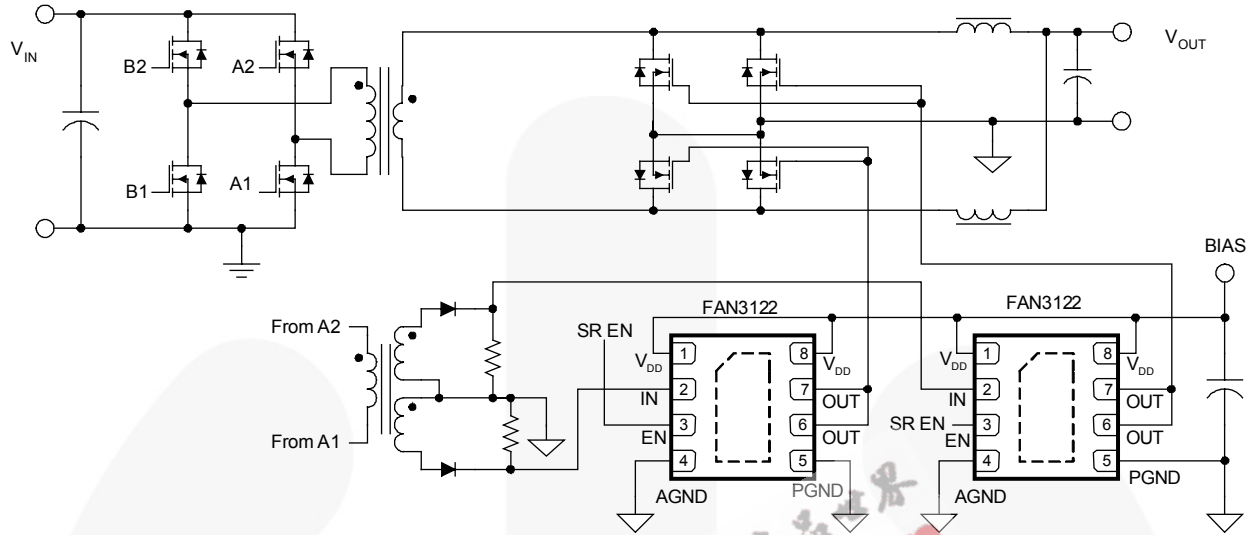 V_IN
B2
A2
B1
A1
V_OUT
BIAS
From A2
From A1
SR EN
FAN3122
V_DD
1
8
V_DD
IN
2
7
OUT
EN
3
6
OUT
4
5
AGND
PGND
FAN3122
V_DD
1
8
V_DD
IN
2
7
OUT
SR EN
EN
3
6
OUT
4
5
AGND
PGND